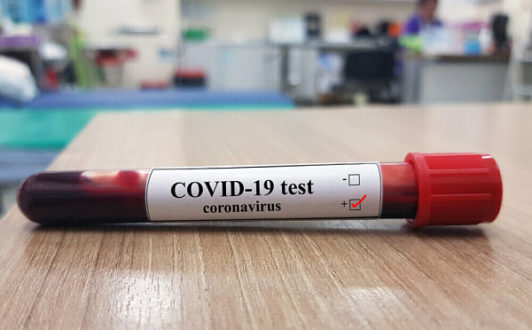 COVID-19 test
coronavirus
- ☐
+ ☑